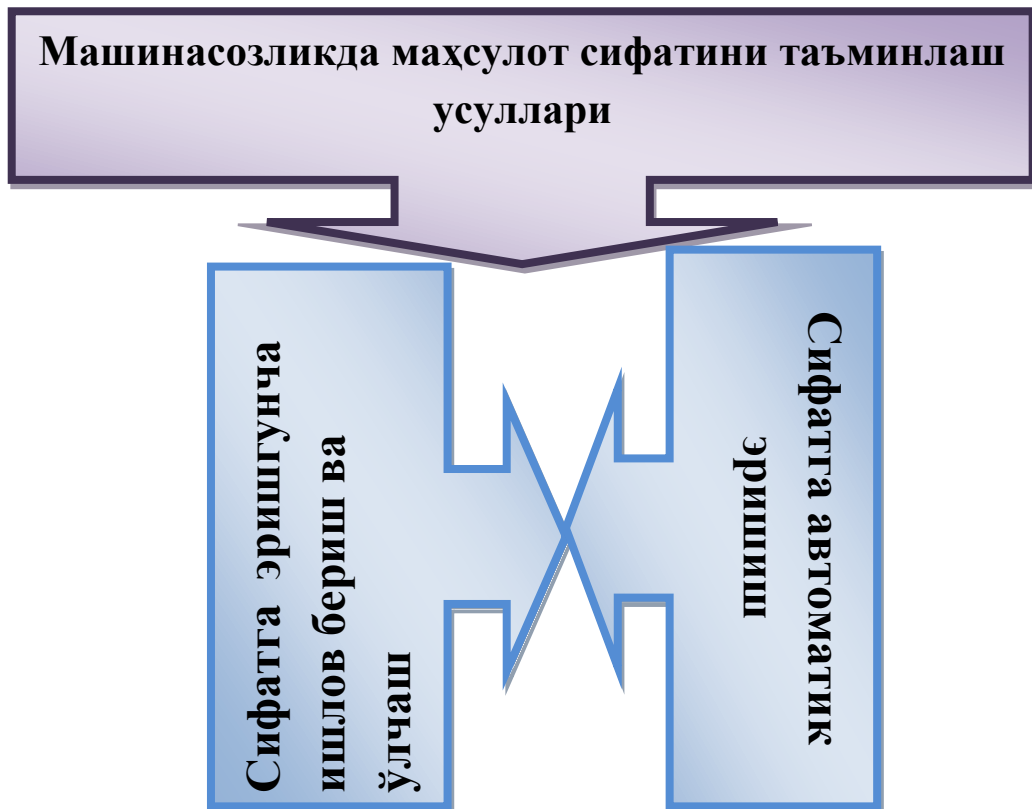 Машинасозликда маҳсулот сифатини таъминлаш
усуллари
Сифатга эришгунча
ишлов бериш ва
ўлчаш
Сифатга автоматик
эришиш